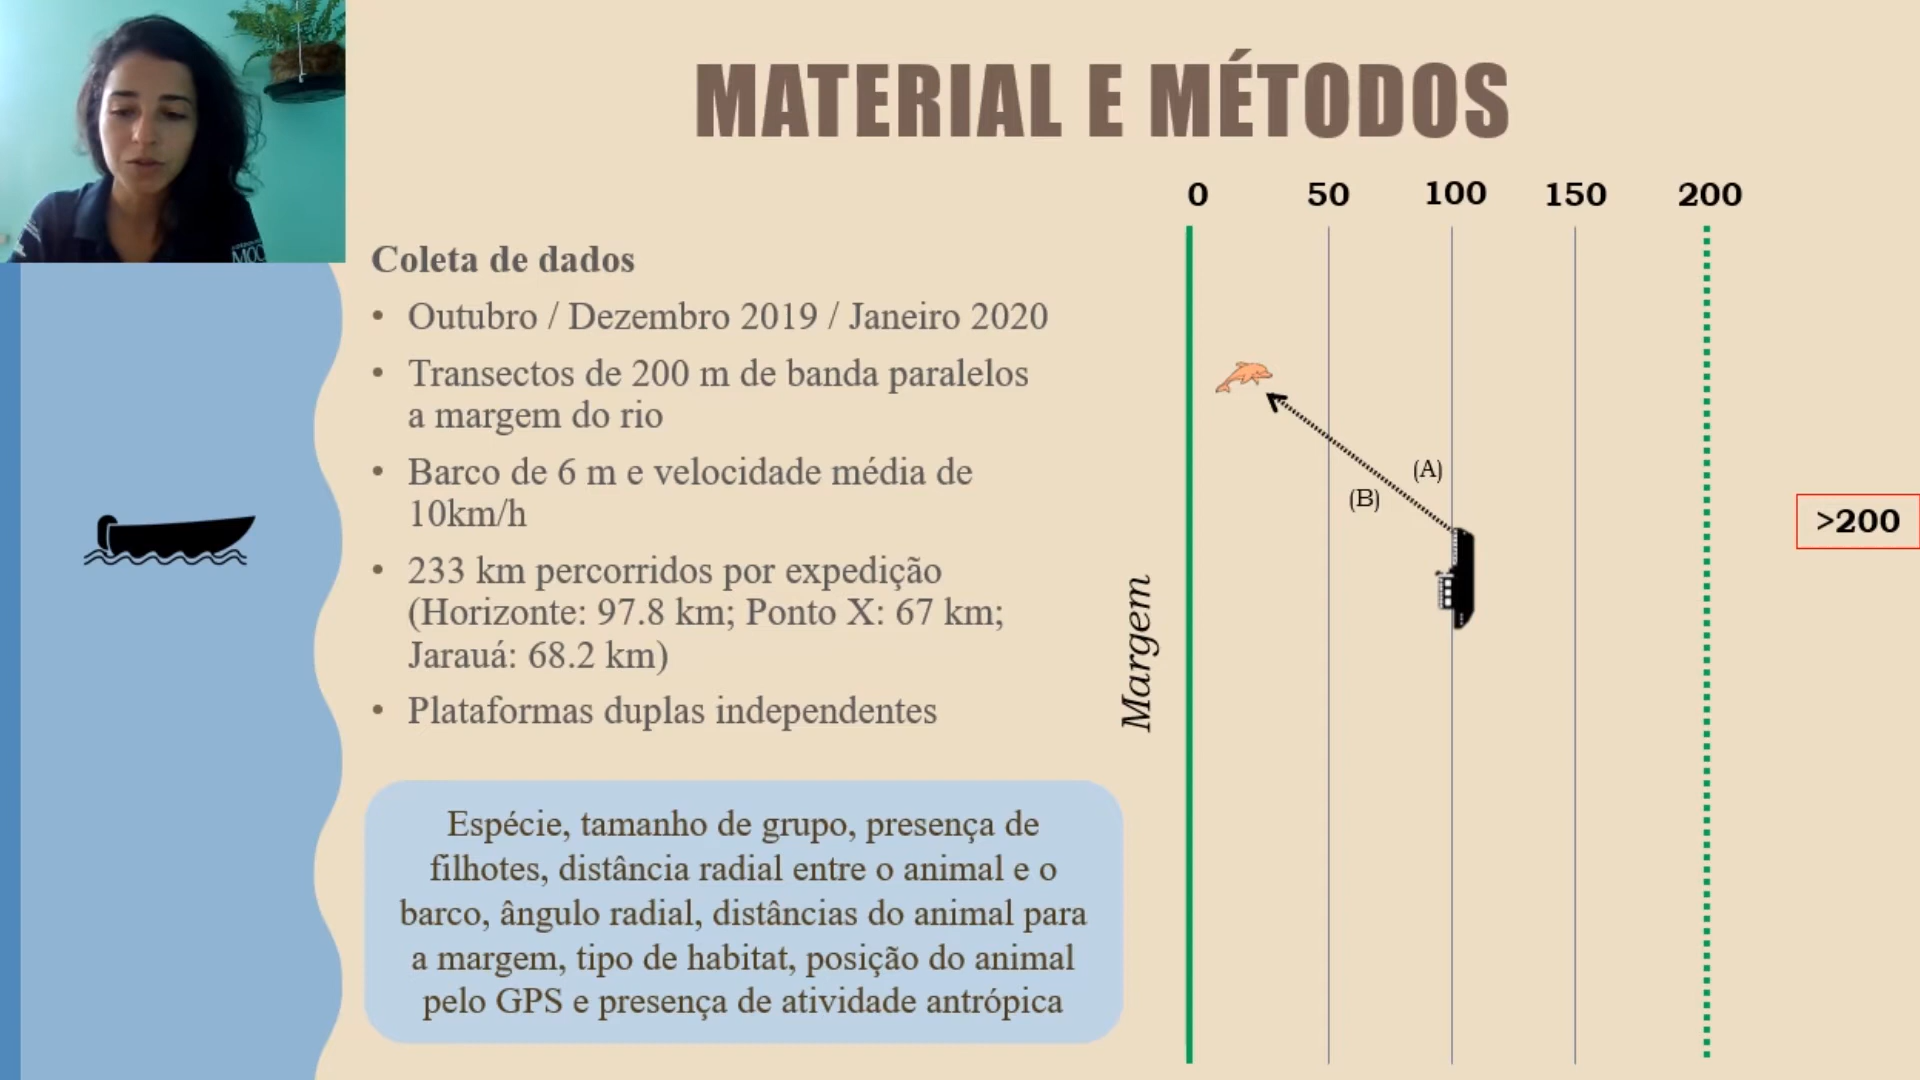 MATERIAL E MÉTODOS
0 50 100 150 200
Coleta de dados
• Outubro / Dezembro 2019 / Janeiro 2020
• Transectos de 200 m de banda paralelos
a margem do rio
• Barco de 6 m e velocidade média de
10km/h
• 233 km percorridos por expedição
(Horizonte: 97.8 km; Ponto X: 67 km;
Jarauá: 68.2 km)
• Plataformas duplas independentes
Espécie, tamanho de grupo, presença de
filhotes, distância radial entre o animal e o
barco, ângulo radial, distâncias do animal para
a margem, tipo de habitat, posição do animal
pelo GPS e presença de atividade antrópica
Margem
(A)
(B)
>200